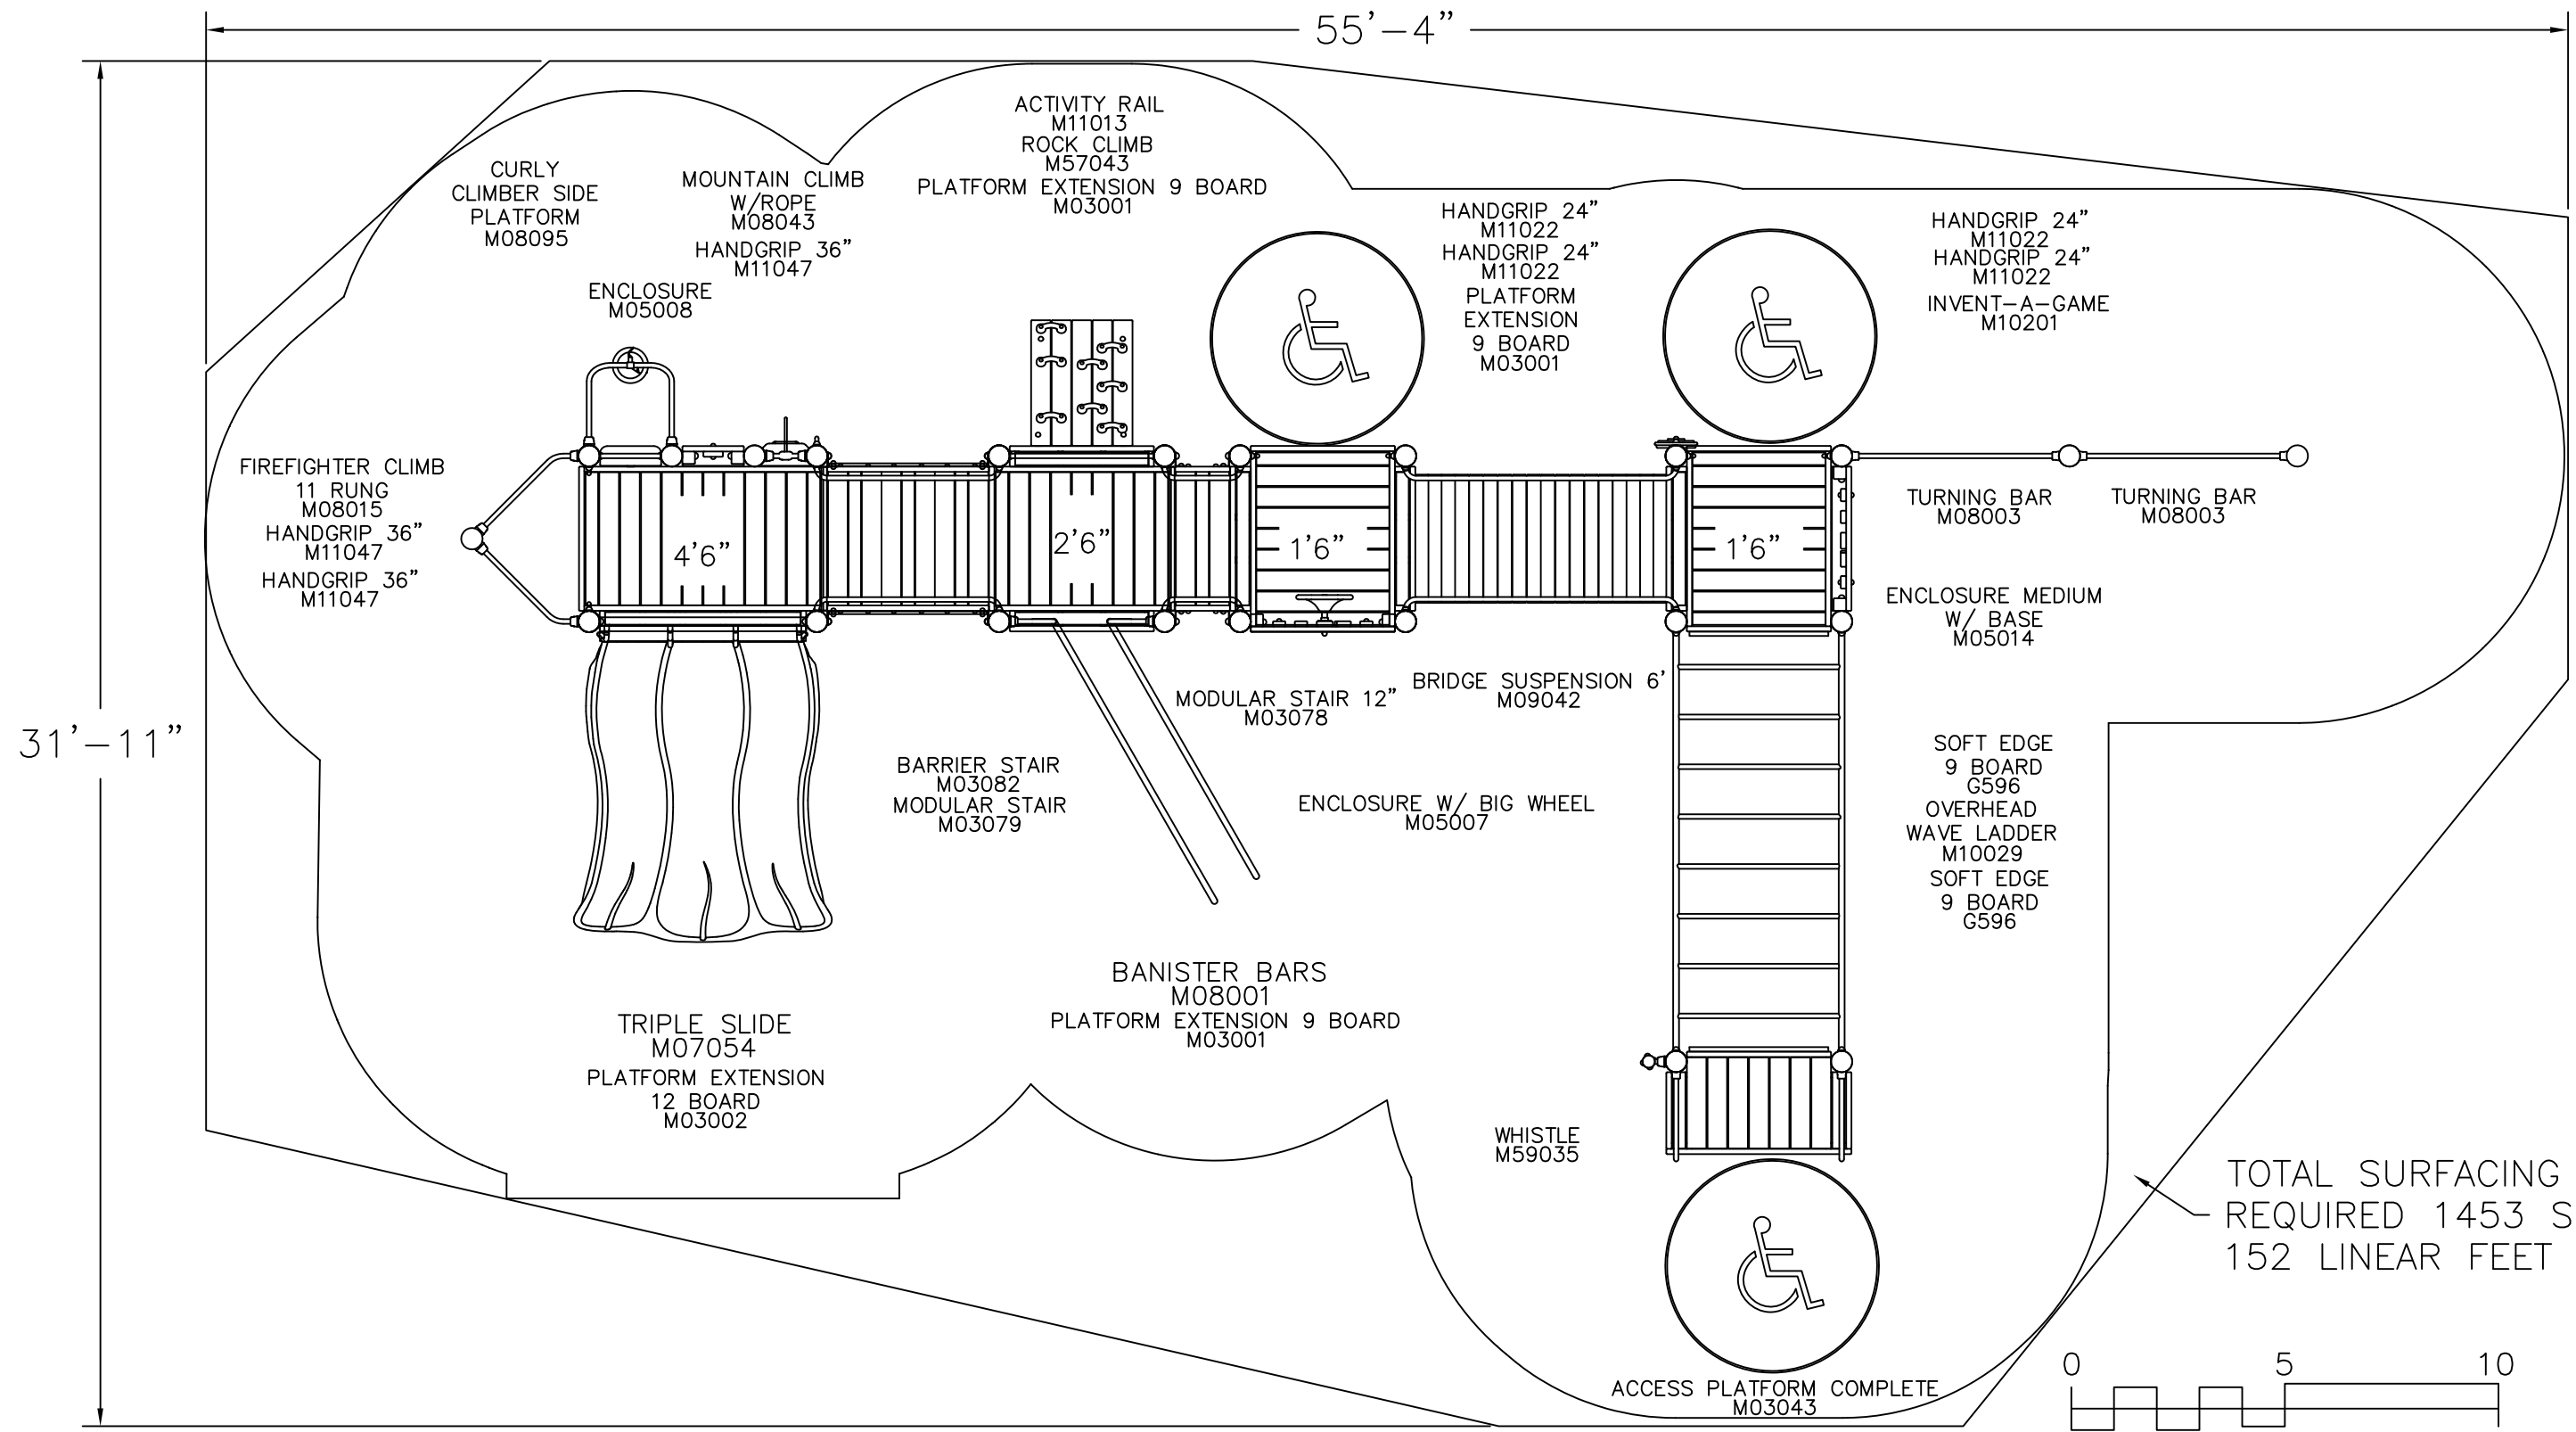 55'-4"
ACTIVITY RAIL
M11013
ROCK CLIMB
M57043
PLATFORM EXTENSION 9 BOARD
M03001
CURLY
CLIMBER SIDE
PLATFORM
M08095
MOUNTAIN CLIMB
W/ROPE
M08043
HANDGRIP 36"
M11047
ENCLOSURE
M05008
HANDGRIP 24"
M11022
HANDGRIP 24"
M11022
PLATFORM
EXTENSION
9 BOARD
M03001
HANDGRIP 24"
M11022
HANDGRIP 24"
M11022
INVENT-A-GAME
M10201
FIREFIGHTER CLIMB
11 RUNG
M08015
HANDGRIP 36"
M11047
HANDGRIP 36"
M11047
4'6"
2'6"
1'6"
1'6"
TURNING BAR
M08003
TURNING BAR
M08003
ENCLOSURE MEDIUM
W/ BASE
M05014
31'-11"
MODULAR STAIR 12"
M03078
BRIDGE SUSPENSION 6'
M09042
BARRIER STAIR
M03082
MODULAR STAIR
M03079
ENCLOSURE W/ BIG WHEEL
M05007
SOFT EDGE
9 BOARD
G596
OVERHEAD
WAVE LADDER
M10029
SOFT EDGE
9 BOARD
G596
BANISTER BARS
M08001
PLATFORM EXTENSION 9 BOARD
M03001
TRIPLE SLIDE
M07054
PLATFORM EXTENSION
12 BOARD
M03002
WHISTLE
M59035
TOTAL SURFACING
REQUIRED 1453 S
152 LINEAR FEET
ACCESS PLATFORM COMPLETE
M03043
0 5 10